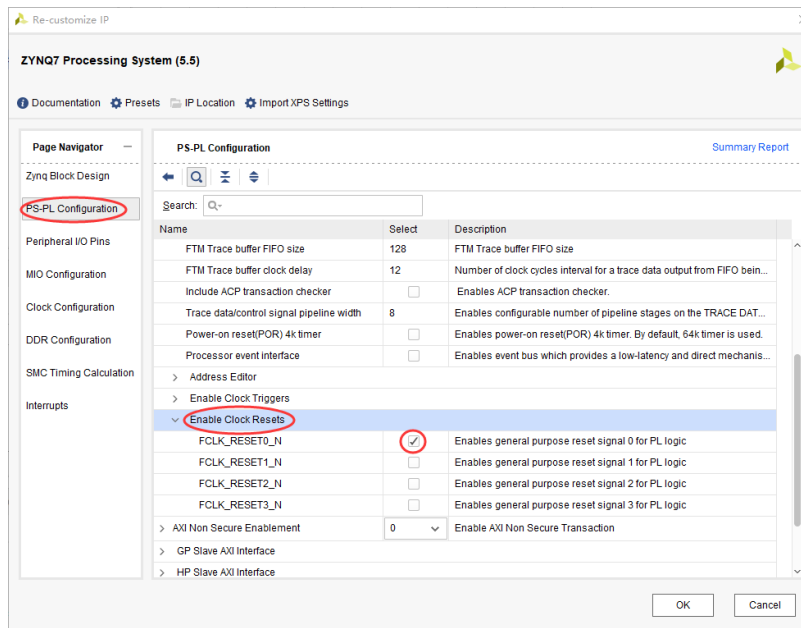 Re-customize IP
ZYNQ7 Processing System (5.5)
Documentation Presets IP Location Import XPS Settings
Page Navigator
PS-PL Configuration
Summary Report
Zynq Block Design
PS-PL Configuration
Peripheral I/O Pins
MIO Configuration
Clock Configuration
DDR Configuration
SMC Timing Calculation
Interrupts
Search:
Name Select Description
FTM Trace buffer FIFO size 128 FTM Trace buffer FIFO size
FTM Trace buffer clock delay 12 Number of clock cycles interval for a trace data output from FIFO bein...
Include ACP transaction checker Enables ACP transaction checker.
Trace data/control signal pipeline width 8 Enables configurable number of pipeline stages on the TRACE DAT...
Power-on reset(POR) 4k timer Enables power-on reset(POR) 4k timer. By default, 64k timer is used.
Processor event interface Enables event bus which provides a low-latency and direct mechanis...
Address Editor
Enable Clock Triggers
Enable Clock Resets
FCLK_RESET0_N Enables general purpose reset signal 0 for PL logic
FCLK_RESET1_N Enables general purpose reset signal 1 for PL logic
FCLK_RESET2_N Enables general purpose reset signal 2 for PL logic
FCLK_RESET3_N Enables general purpose reset signal 3 for PL logic
AXI Non Secure Enablement 0 Enable AXI Non Secure Transaction
GP Slave AXI Interface
HP Slave AXI Interface
OK Cancel